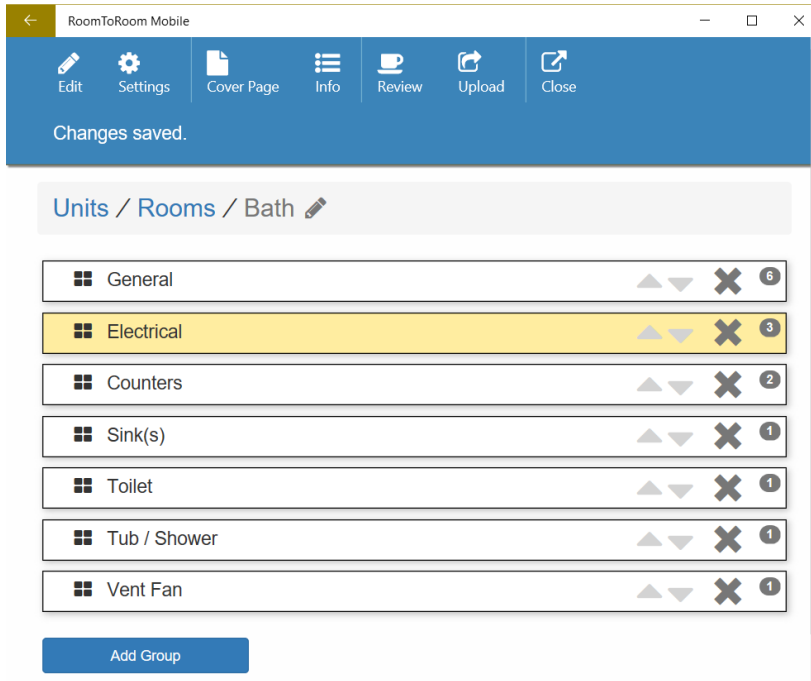 RoomToRoom Mobile
Edit Settings Cover Page Info Review Upload Close
Changes saved.
Units / Rooms / Bath
General 6
Electrical 3
Counters 2
Sink(s) 1
Toilet 1
Tub / Shower 1
Vent Fan 1
Add Group